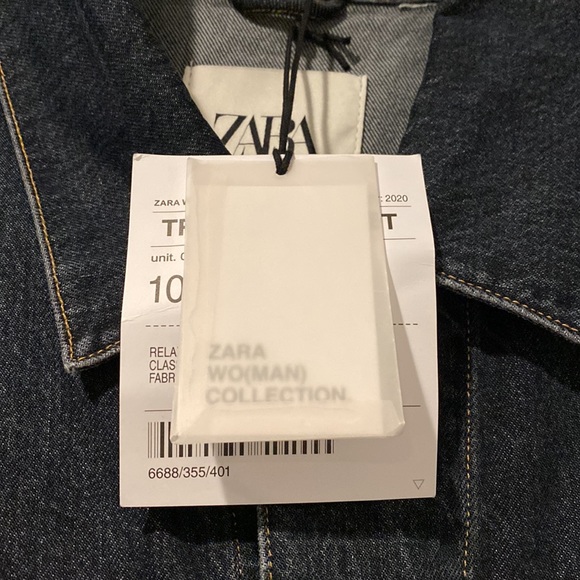 ZARA
ZARA W
: 2020
TR
T
unit.
10
RELA
CLAS
FABR
ZARA
WO(MAN)
COLLECTION
6688/355/401